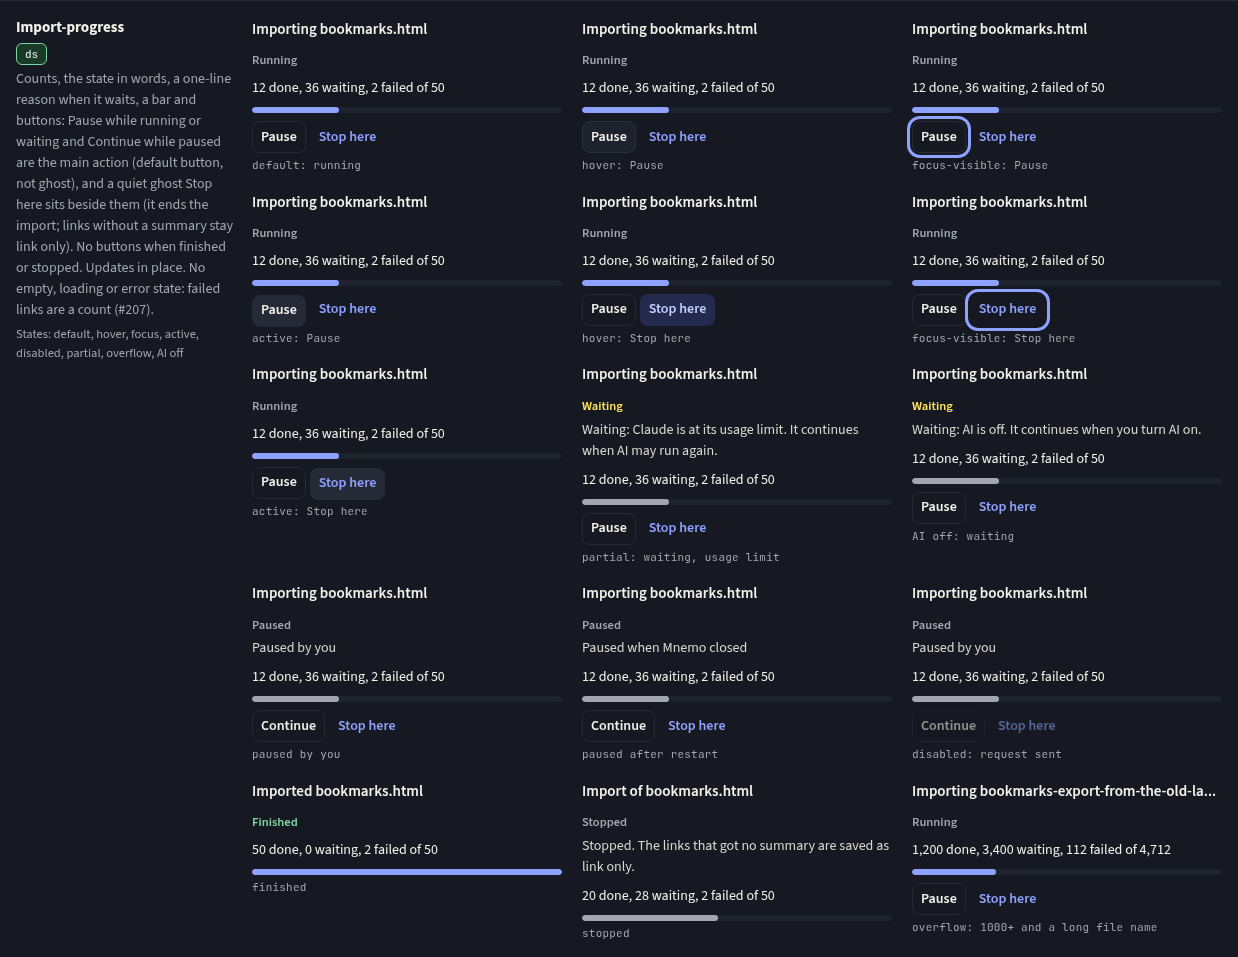 Import-progress
ds
Counts, the state in words, a one-line
reason when it waits, a bar and
buttons: Pause while running or
waiting and Continue while paused
are the main action (default button,
not ghost), and a quiet ghost Stop
here sits beside them (it ends the
import; links without a summary stay
link only). No buttons when finished
or stopped. Updates in place. No
empty, loading or error state: failed
links are a count (#207).
States: default, hover, focus, active,
disabled, partial, overflow, AI off
Importing bookmarks.html
Running
12 done, 36 waiting, 2 failed of 50
Pause Stop here
default: running
Importing bookmarks.html
Running
12 done, 36 waiting, 2 failed of 50
Pause Stop here
hover: Pause
Importing bookmarks.html
Running
12 done, 36 waiting, 2 failed of 50
Pause Stop here
focus-visible: Pause
Importing bookmarks.html
Running
12 done, 36 waiting, 2 failed of 50
Pause Stop here
active: Pause
Importing bookmarks.html
Running
12 done, 36 waiting, 2 failed of 50
Pause Stop here
hover: Stop here
Importing bookmarks.html
Running
12 done, 36 waiting, 2 failed of 50
Pause Stop here
focus-visible: Stop here
Importing bookmarks.html
Running
12 done, 36 waiting, 2 failed of 50
Pause Stop here
active: Stop here
Importing bookmarks.html
Waiting
Waiting: Claude is at its usage limit. It continues
when AI may run again.
12 done, 36 waiting, 2 failed of 50
Pause Stop here
partial: waiting, usage limit
Importing bookmarks.html
Waiting
Waiting: AI is off. It continues when you turn AI on.
12 done, 36 waiting, 2 failed of 50
Pause Stop here
AI off: waiting
Importing bookmarks.html
Paused
Paused by you
12 done, 36 waiting, 2 failed of 50
Continue Stop here
paused by you
Importing bookmarks.html
Paused
Paused when Mnemo closed
12 done, 36 waiting, 2 failed of 50
Continue Stop here
paused after restart
Importing bookmarks.html
Paused
Paused by you
12 done, 36 waiting, 2 failed of 50
Continue Stop here
disabled: request sent
Imported bookmarks.html
Finished
50 done, 0 waiting, 2 failed of 50
finished
Import of bookmarks.html
Stopped
Stopped. The links that got no summary are saved as
link only.
20 done, 28 waiting, 2 failed of 50
stopped
Importing bookmarks-export-from-the-old-la...
Running
1,200 done, 3,400 waiting, 112 failed of 4,712
Pause Stop here
overflow: 1000+ and a long file name